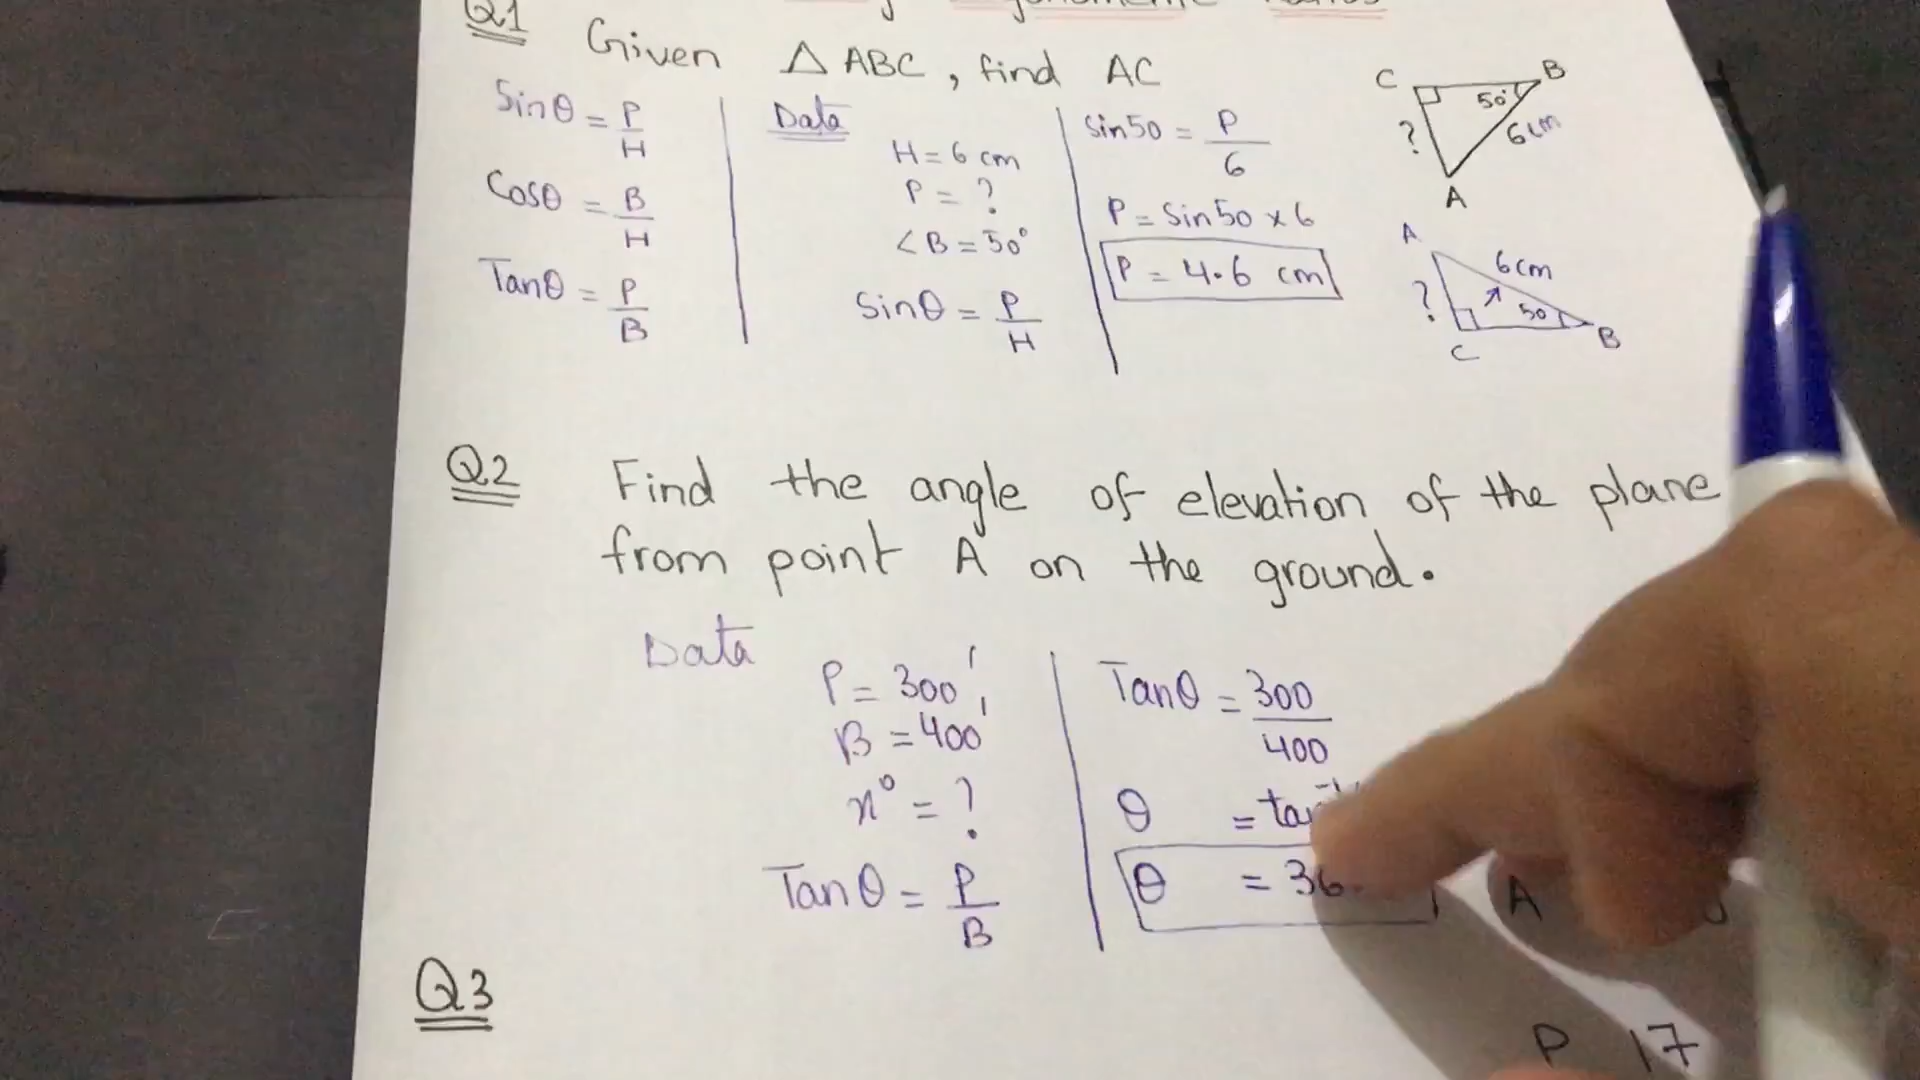 Q1
Given △ ABC, find AC
Sinθ = P/H
Cosθ = B/H
Tanθ = P/B
Data
H = 6 cm
P = ?
<B = 50°
Sinθ = P/H
Sin50 = P/6
P = Sin50 × 6
P = 4.6 cm
C B
50°
? 6cm
A
A
6cm
?
50
C B
Q2 Find the angle of elevation of the plane
from point A on the ground.
Data
P = 300'
B = 400'
x° = ?
Tanθ = P/B
Tanθ = 300/400
θ =
θ = 36
A
Q3
P 17